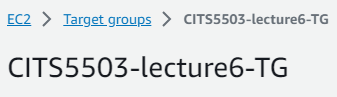 EC2 > Target groups > CITS5503-lecture6-TG
CITS5503-lecture6-TG